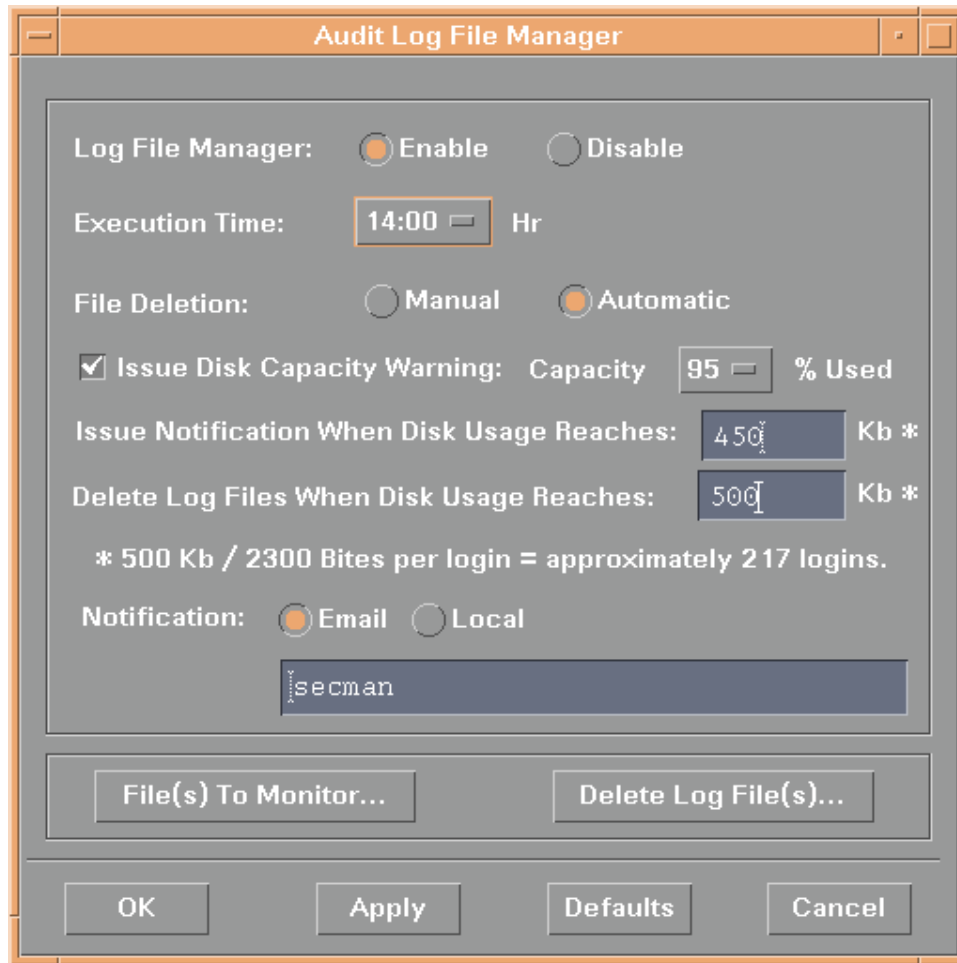 Audit Log File Manager
Log File Manager: Enable Disable
Execution Time: 14:00 Hr
File Deletion: Manual Automatic
Issue Disk Capacity Warning: Capacity 95 % Used
Issue Notification When Disk Usage Reaches: 450 Kb *
Delete Log Files When Disk Usage Reaches: 500 Kb *
* 500 Kb / 2300 Bites per login = approximately 217 logins.
Notification: Email Local
secman
File(s) To Monitor... Delete Log File(s)...
OK Apply Defaults Cancel